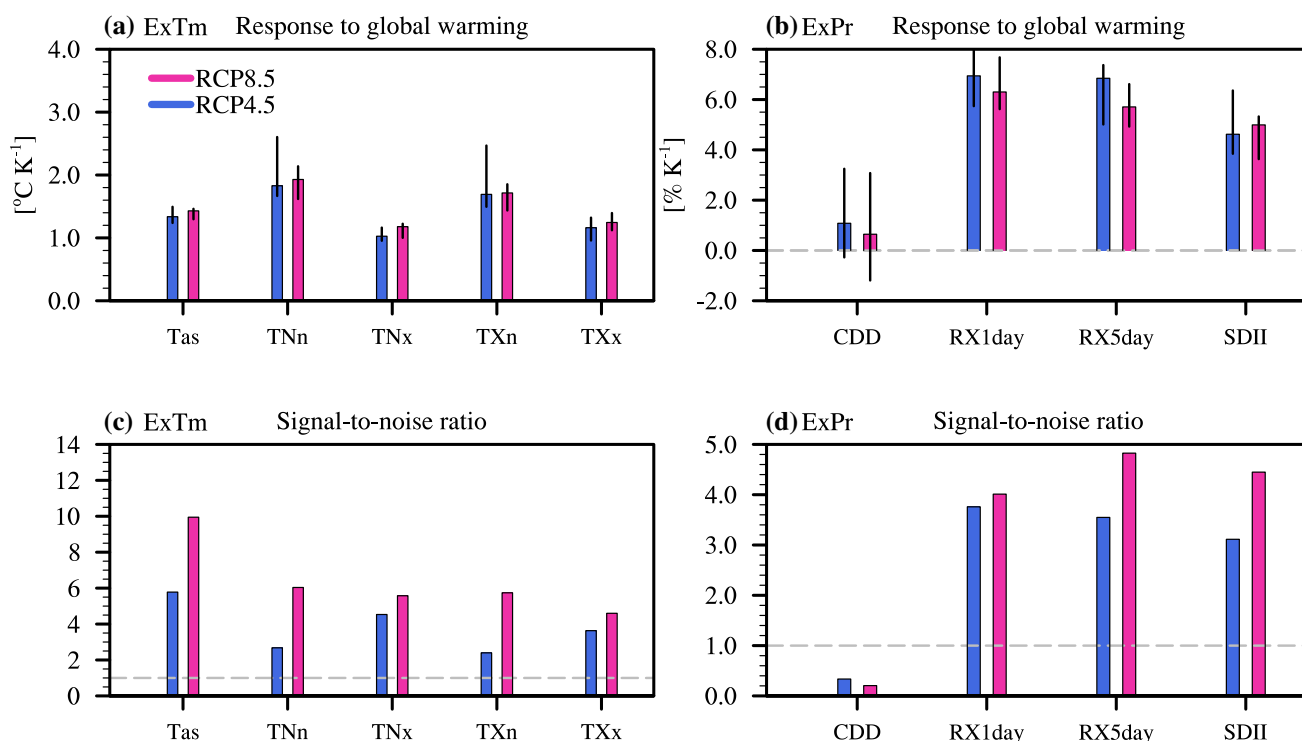 (a) ExTm Response to global warming
[°C K⁻¹]
4.0
3.0
2.0
1.0
0.0
RCP8.5
RCP4.5
Tas TNn TNx TXn TXx
(b) ExPr Response to global warming
[% K⁻¹]
8.0
6.0
4.0
2.0
0.0
-2.0
CDD RX1day RX5day SDII
(c) ExTm Signal-to-noise ratio
14
12
10
8
6
4
2
0
Tas TNn TNx TXn TXx
(d) ExPr Signal-to-noise ratio
5.0
4.0
3.0
2.0
1.0
0.0
CDD RX1day RX5day SDII